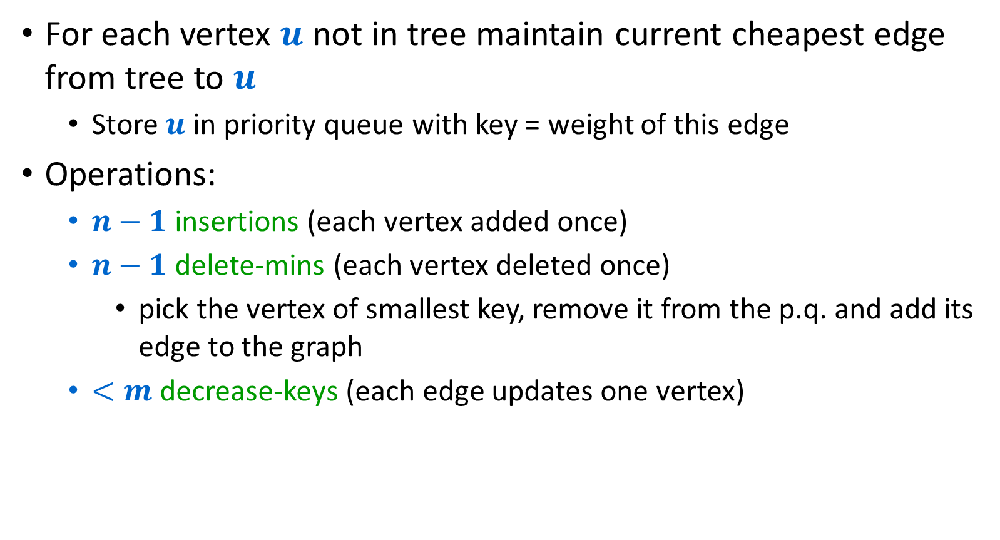 • For each vertex u not in tree maintain current cheapest edge
from tree to u
• Store u in priority queue with key = weight of this edge
• Operations:
• n − 1 insertions (each vertex added once)
• n − 1 delete-mins (each vertex deleted once)
• pick the vertex of smallest key, remove it from the p.q. and add its
edge to the graph
• < m decrease-keys (each edge updates one vertex)